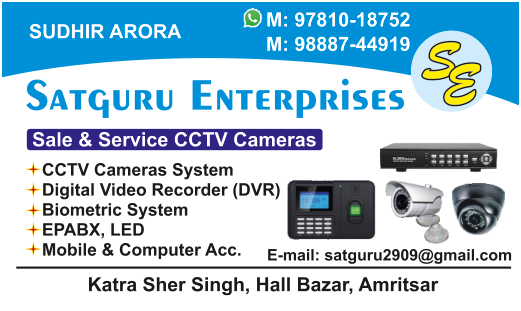 SUDHIR ARORA
M: 97810-18752
M: 98887-44919
SE
SATGURU ENTERPRISES
Sale & Service CCTV Cameras
CCTV Cameras System
Digital Video Recorder (DVR)
Biometric System
EPABX, LED
Mobile & Computer Acc.
E-mail: satguru2909@gmail.com
Katra Sher Singh, Hall Bazar, Amritsar